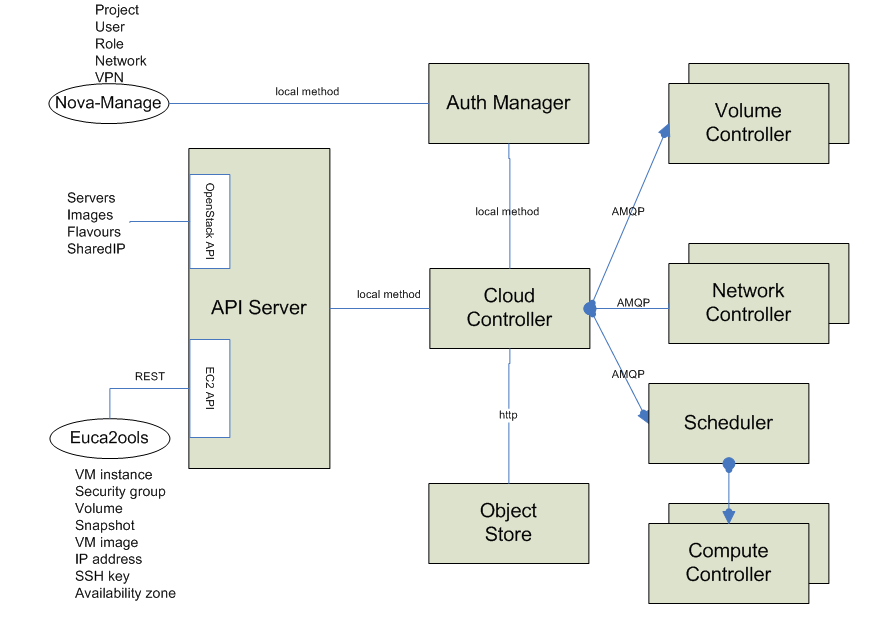 Project
User
Role
Network
VPN
Nova-Manage
local method
Auth Manager
Volume
Controller
Servers
Images
Flavours
SharedIP
OpenStack API
local method
AMQP
API Server
local method
Cloud
Controller
AMQP
Network
Controller
REST
EC2 API
AMQP
Euca2ools
http
Scheduler
VM instance
Security group
Volume
Snapshot
VM image
IP address
SSH key
Availability zone
Object
Store
Compute
Controller